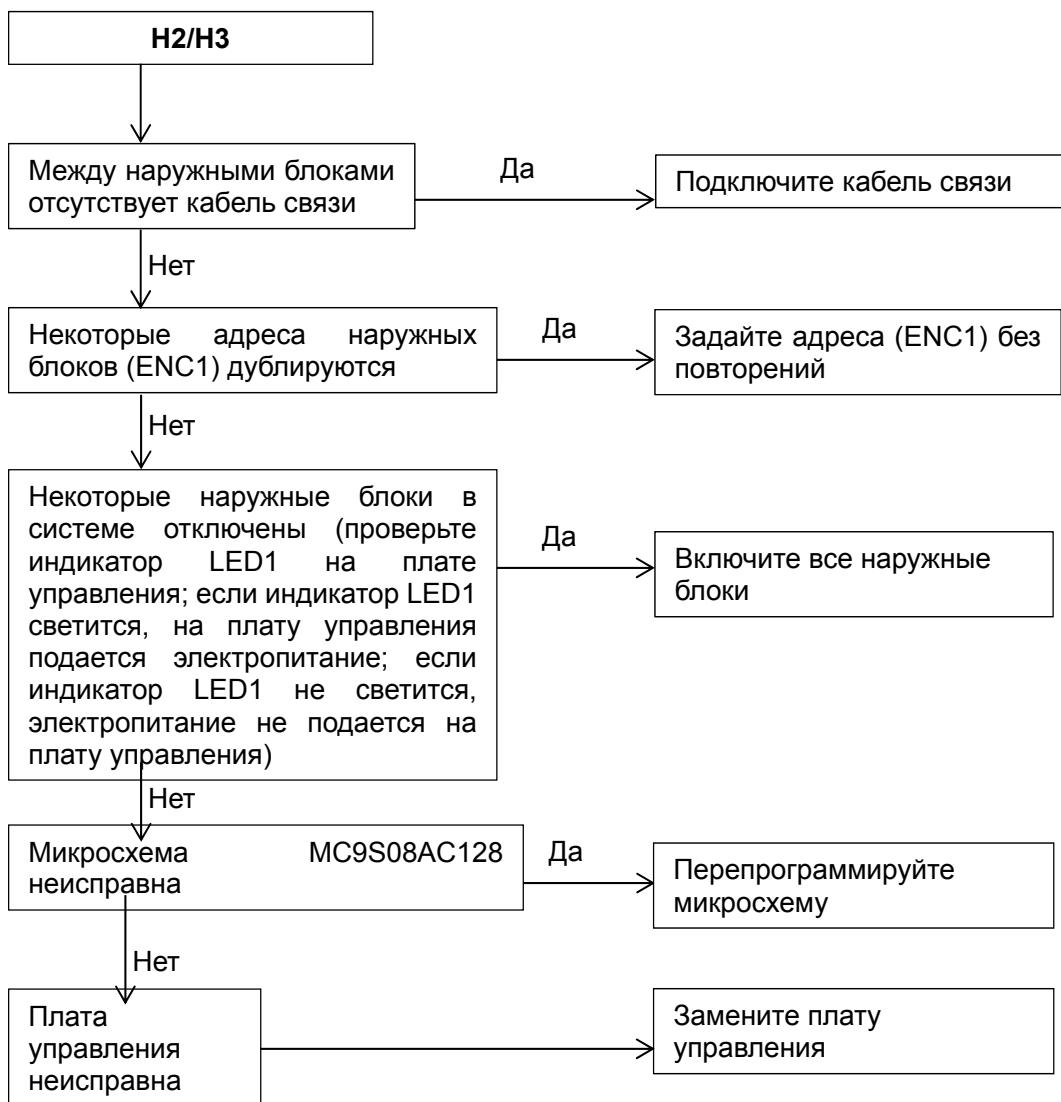 H2/H3
Между наружными блоками
отсутствует кабель связи
Да
Подключите кабель связи
Нет
Некоторые адреса наружных
блоков (ENC1) дублируются
Да
Задайте адреса (ENC1) без
повторений
Нет
Некоторые наружные блоки в
системе отключены (проверьте
индикатор LED1 на плате
управления; если индикатор LED1
светится, на плату управления
подается электропитание; если
индикатор LED1 не светится,
электропитание не подается на
плату управления)
Да
Включите все наружные
блоки
Нет
Микросхема MC9S08AC128
неисправна
Да
Перепрограммируйте
микросхему
Нет
Плата
управления
неисправна
Замените плату
управления